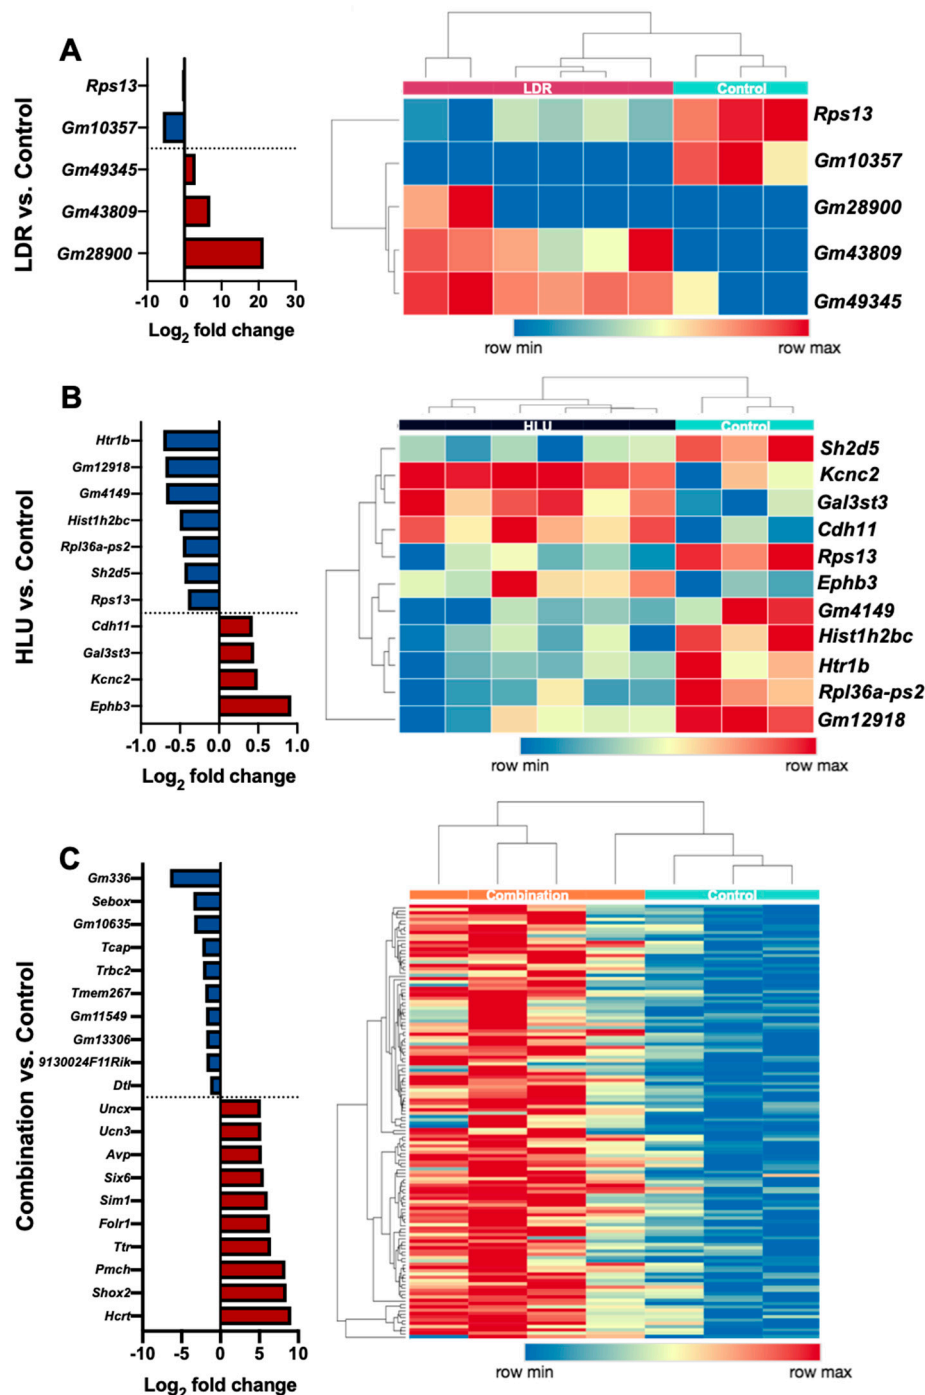 A
LDR vs. Control
Rps13
Gm10357
Gm49345
Gm43809
Gm28900
-10 0 10 20 30
Log2 fold change
LDR Control
Rps13
Gm10357
Gm28900
Gm43809
Gm49345
row min row max
B
HLU vs. Control
Htr1b
Gm12918
Gm4149
Hist1h2bc
Rpl36a-ps2
Sh2d5
Rps13
Cdh11
Gal3st3
Kcnc2
Ephb3
-1.0 -0.5 0.0 0.5 1.0
Log2 fold change
HLU Control
Sh2d5
Kcnc2
Gal3st3
Cdh11
Rps13
Ephb3
Gm4149
Hist1h2bc
Htr1b
Rpl36a-ps2
Gm12918
row min row max
C
Combination vs. Control
Gm336
Sebox
Gm10635
Tcap
Trbc2
Tmem267
Gm11549
Gm13306
9130024F11Rik
Dtl
Uncx
Ucn3
Avp
Six6
Sim1
Folr1
Ttr
Pmch
Shox2
Hcrt
-10 -5 0 5 10
Log2 fold change
Combination Control
row min row max